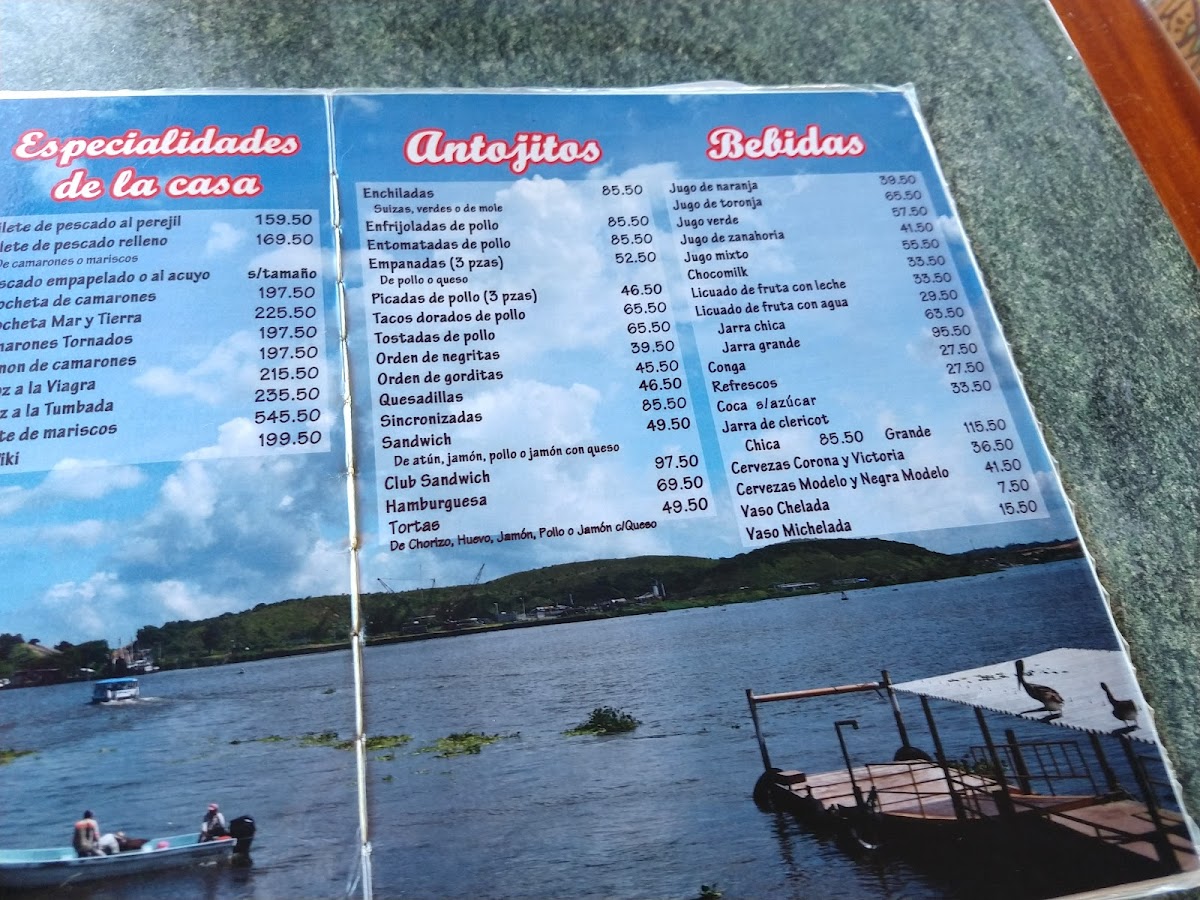 Especialidades
de la casa
ilete de pescado al perejil 159.50
lete de pescado relleno 169.50
De camarones o mariscos
scado empapelado o al acuyo s/tamaño
ocheta de camarones 197.50
ocheta Mar y Tierra 225.50
marones Tornados 197.50
non de camarones 197.50
z a la Viagra 215.50
z a la Tumbada 235.50
te de mariscos 545.50
iki 199.50
Antojitos
Enchiladas 85.50
Suizas, verdes o de mole
Enfrijoladas de pollo 85.50
Entomatadas de pollo 85.50
Empanadas (3 pzas) 52.50
De pollo o queso
Picadas de pollo (3 pzas) 46.50
Tacos dorados de pollo 65.50
Tostadas de pollo 65.50
Orden de negritas 39.50
Orden de gorditas 45.50
Quesadillas 46.50
Sincronizadas 85.50
Sandwich 49.50
De atún, jamón, pollo o jamón con queso
Club Sandwich 97.50
Hamburguesa 69.50
Tortas 49.50
De Chorizo, Huevo, Jamón, Pollo o Jamón c/Queso
Bebidas
Jugo de naranja 39.50
Jugo de toronja 65.50
Jugo verde 57.50
Jugo de zanahoria 41.50
Jugo mixto 55.50
Chocomilk 33.50
Licuado de fruta con leche 33.50
Licuado de fruta con agua 29.50
Jarra chica 63.50
Jarra grande 95.50
Conga 27.50
Refrescos 27.50
Coca s/azúcar 33.50
Jarra de clericot
Chica 85.50 Grande 115.50
Cervezas Corona y Victoria 36.50
Cervezas Modelo y Negra Modelo 41.50
Vaso Chelada 7.50
Vaso Michelada 15.50